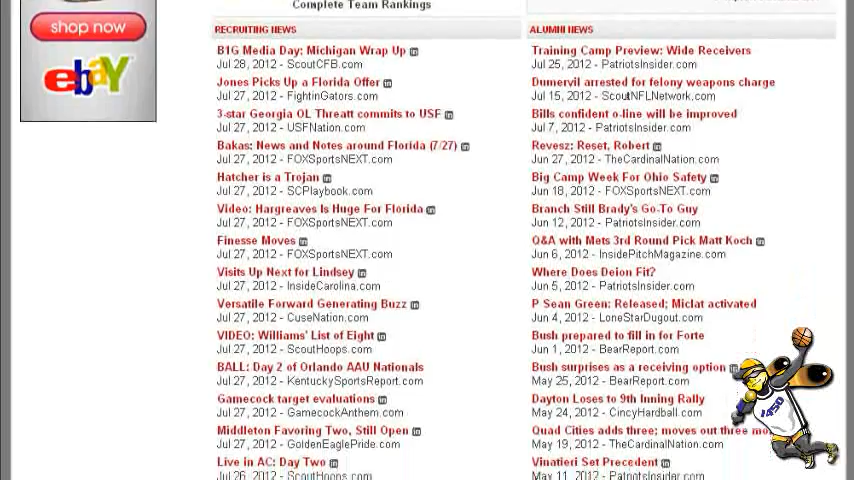 Complete Team Rankings
shop now
ebaY
RECRUITING NEWS
B1G Media Day: Michigan Wrap Up
Jul 28, 2012 - ScoutCFB.com
Jones Picks Up a Florida Offer
Jul 27, 2012 - FightinGators.com
3-star Georgia OL Threatt commits to USF
Jul 27, 2012 - USFNation.com
Bakas: News and Notes around Florida (7/27)
Jul 27, 2012 - FOXSportsNEXT.com
Hatcher is a Trojan
Jul 27, 2012 - SCPlaybook.com
Video: Hargreaves Is Huge For Florida
Jul 27, 2012 - FOXSportsNEXT.com
Finesse Moves
Jul 27, 2012 - FOXSportsNEXT.com
Visits Up Next for Lindsey
Jul 27, 2012 - InsideCarolina.com
Versatile Forward Generating Buzz
Jul 27, 2012 - CuseNation.com
VIDEO: Williams' List of Eight
Jul 27, 2012 - ScoutHoops.com
BALL: Day 2 of Orlando AAU Nationals
Jul 27, 2012 - KentuckySportsReport.com
Gamecock target evaluations
Jul 27, 2012 - GamecockAnthem.com
Middleton Favoring Two, Still Open
Jul 27, 2012 - GoldenEaglePride.com
Live in AC: Day Two
Jul 26, 2012 - ScoutHoops.com
ALUMNI NEWS
Training Camp Preview: Wide Receivers
Jul 25, 2012 - PatriotsInsider.com
Dumervil arrested for felony weapons charge
Jul 15, 2012 - ScoutNFLNetwork.com
Bills confident o-line will be improved
Jul 7, 2012 - PatriotsInsider.com
Revesz: Reset, Robert
Jun 27, 2012 - TheCardinalNation.com
Big Camp Week For Ohio Safety
Jun 18, 2012 - FOXSportsNEXT.com
Branch Still Brady's Go-To Guy
Jun 12, 2012 - PatriotsInsider.com
Q&A with Mets 3rd Round Pick Matt Koch
Jun 6, 2012 - InsidePitchMagazine.com
Where Does Deion Fit?
Jun 5, 2012 - PatriotsInsider.com
P Sean Green: Released; Miclat activated
Jun 4, 2012 - LoneStarDugout.com
Bush prepared to fill in for Forte
Jun 1, 2012 - BearReport.com
Bush surprises as a receiving option
May 25, 2012 - BearReport.com
Dayton Loses to 9th Inning Rally
May 24, 2012 - CincyHardball.com
Quad Cities adds three; moves out three mo
May 19, 2012 - TheCardinalNation.com
Vinatieri Set Precedent
May 11, 2012 - PatriotsInsider.com
1450